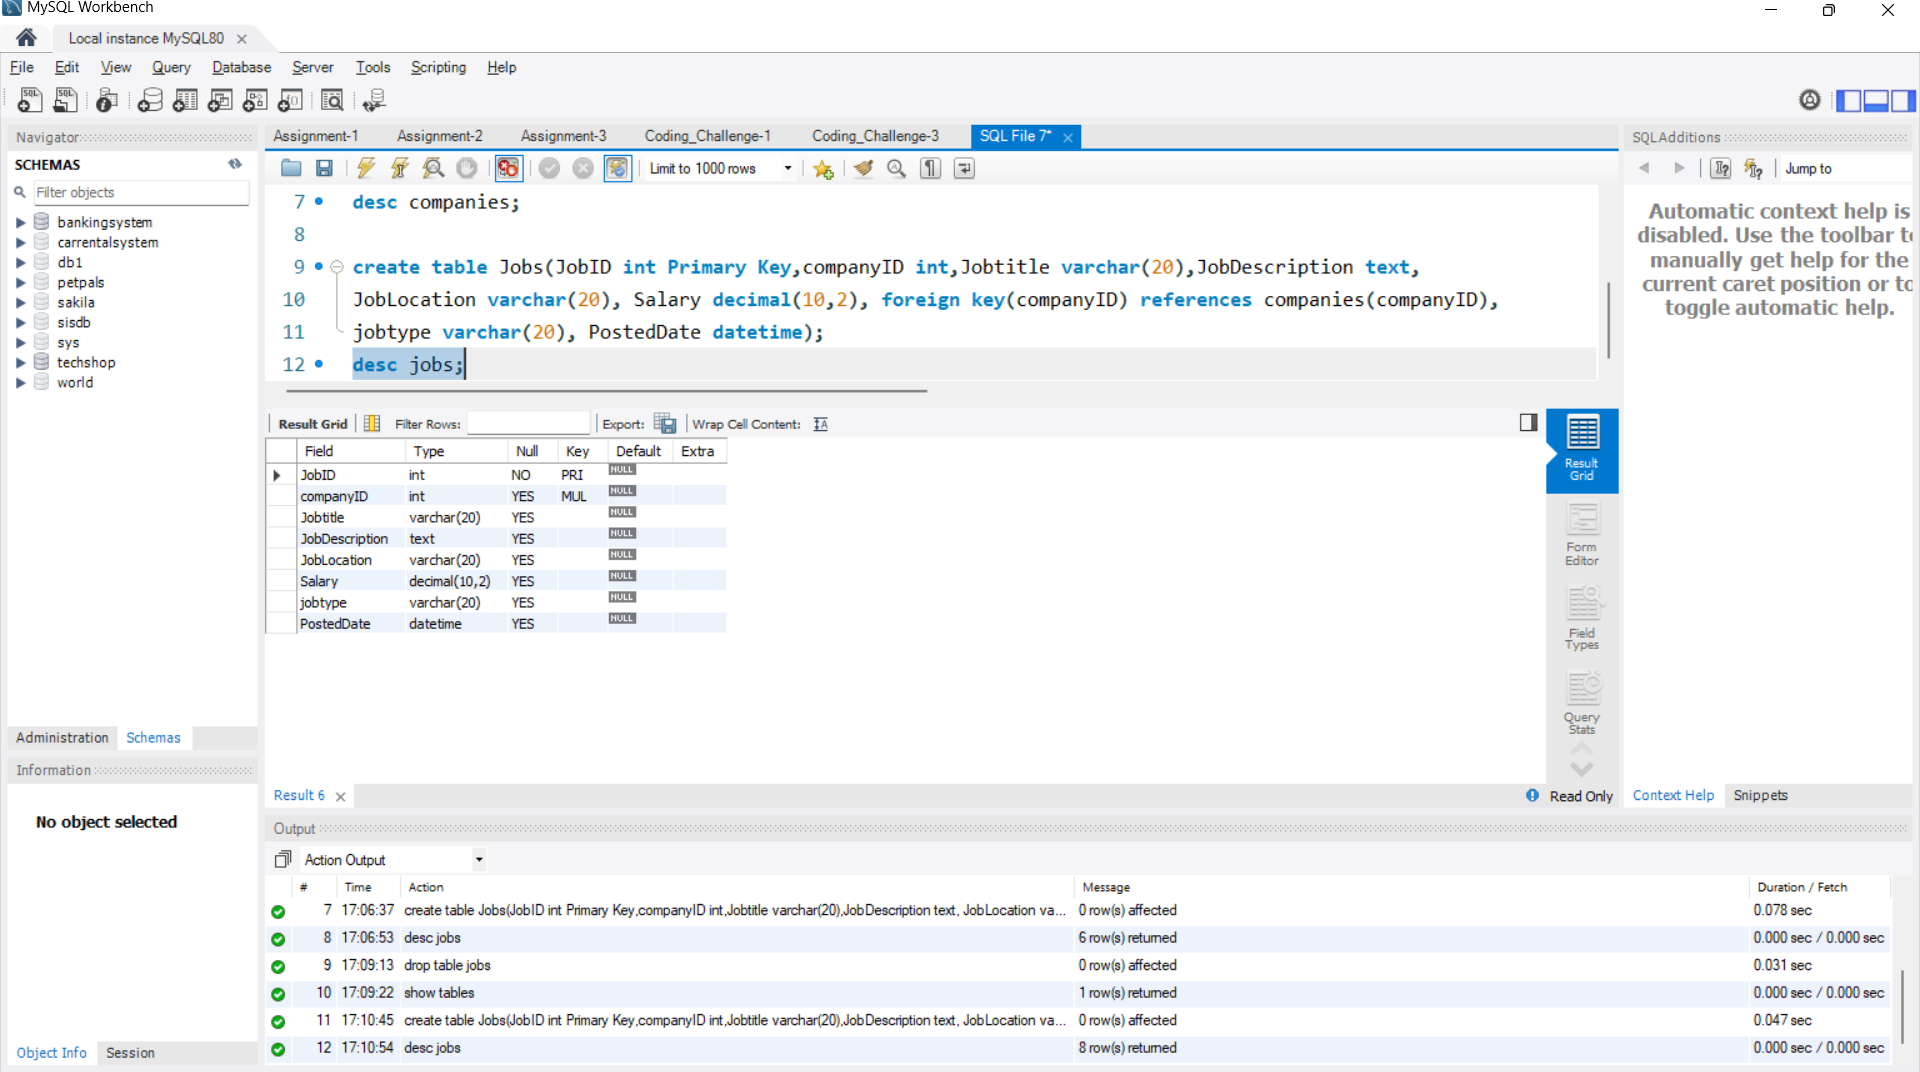 MySQL Workbench
Local instance MySQL80
File Edit View Query Database Server Tools Scripting Help
Navigator
SCHEMAS
Filter objects
bankingsystem
carrentalsystem
db1
petpals
sakila
sisdb
sys
techshop
world
Administration Schemas
Information
No object selected
Object Info Session
Assignment-1 Assignment-2 Assignment-3 Coding_Challenge-1 Coding_Challenge-3 SQL File 7*
Limit to 1000 rows
7 desc companies;
8
9 create table Jobs(JobID int Primary Key,companyID int,Jobtitle varchar(20),JobDescription text,
10 JobLocation varchar(20), Salary decimal(10,2), foreign key(companyID) references companies(companyID),
11 jobtype varchar(20), PostedDate datetime);
12 desc jobs;
Result Grid Filter Rows: Export: Wrap Cell Content:
Field Type Null Key Default Extra
JobID int NO PRI NULL
companyID int YES MUL NULL
Jobtitle varchar(20) YES NULL
JobDescription text YES NULL
JobLocation varchar(20) YES NULL
Salary decimal(10,2) YES NULL
jobtype varchar(20) YES NULL
PostedDate datetime YES NULL
Result
Grid
Form
Editor
Field
Types
Query
Stats
Result 6
Read Only
SQLAdditions
Jump to
Automatic context help is
disabled. Use the toolbar to
manually get help for the
current caret position or to
toggle automatic help.
Context Help Snippets
Output
Action Output
# Time Action Message Duration / Fetch
7 17:06:37 create table Jobs(JobID int Primary Key,companyID int,Jobtitle varchar(20),JobDescription text, JobLocation va... 0 row(s) affected 0.078 sec
8 17:06:53 desc jobs 6 row(s) returned 0.000 sec / 0.000 sec
9 17:09:13 drop table jobs 0 row(s) affected 0.031 sec
10 17:09:22 show tables 1 row(s) returned 0.000 sec / 0.000 sec
11 17:10:45 create table Jobs(JobID int Primary Key,companyID int,Jobtitle varchar(20),JobDescription text, JobLocation va... 0 row(s) affected 0.047 sec
12 17:10:54 desc jobs 8 row(s) returned 0.000 sec / 0.000 sec